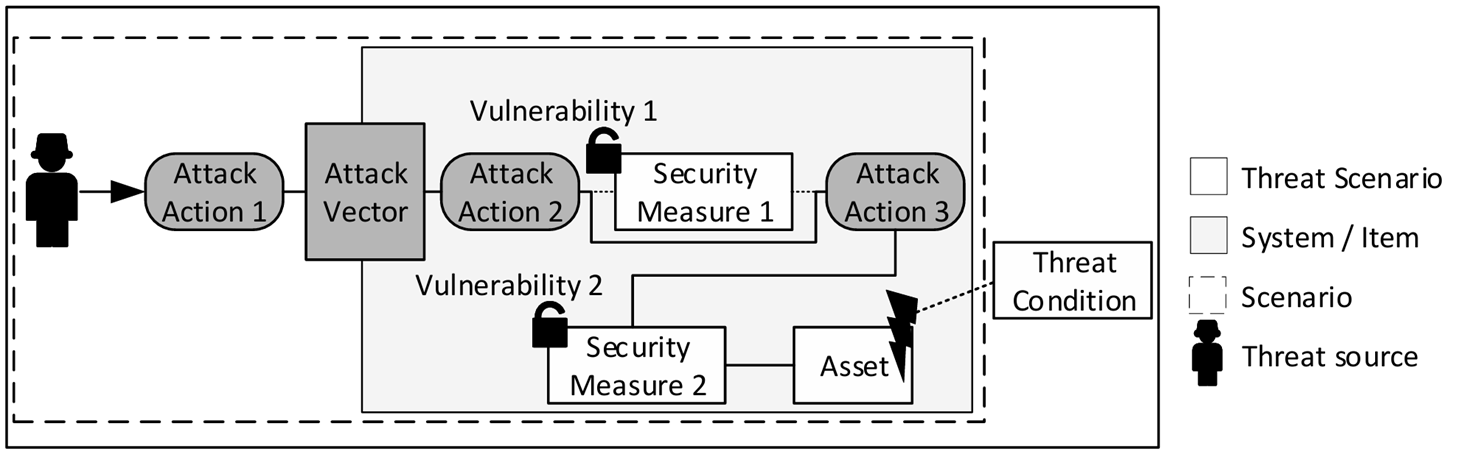 Vulnerability 1
Attack
Action 1
Attack
Vector
Attack
Action 2
Security
Measure 1
Attack
Action 3
Vulnerability 2
Security
Measure 2
Asset
Threat
Condition
Threat Scenario
System / Item
Scenario
Threat source